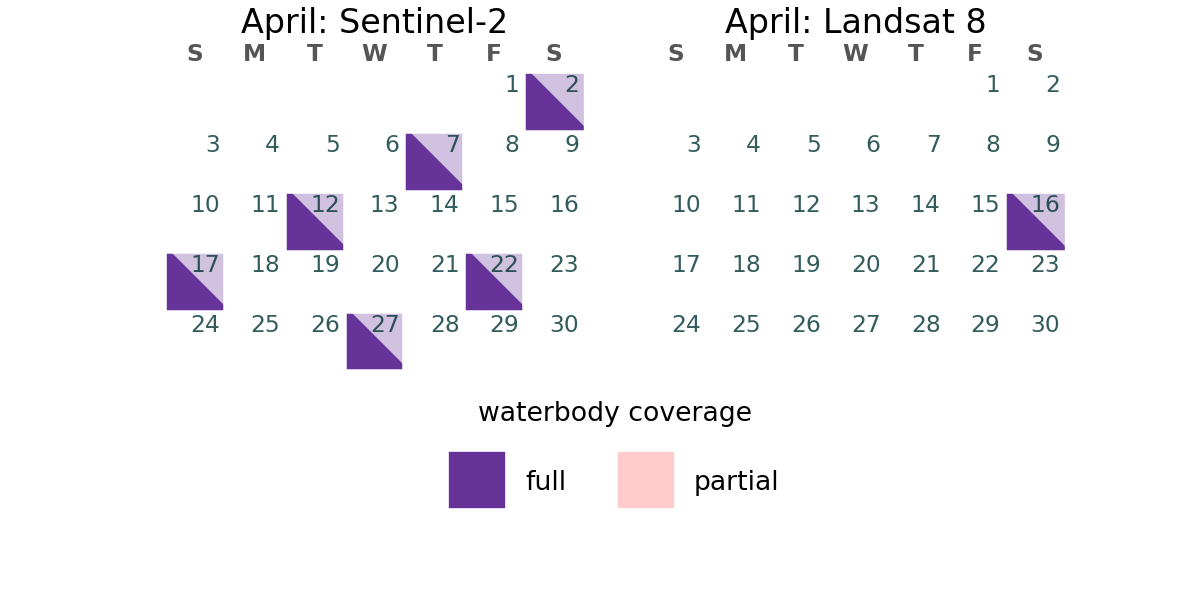 April: Sentinel-2
S M T W T F S
1 2
3 4 5 6 7 8 9
10 11 12 13 14 15 16
17 18 19 20 21 22 23
24 25 26 27 28 29 30
April: Landsat 8
S M T W T F S
1 2
3 4 5 6 7 8 9
10 11 12 13 14 15 16
17 18 19 20 21 22 23
24 25 26 27 28 29 30
waterbody coverage
full
partial